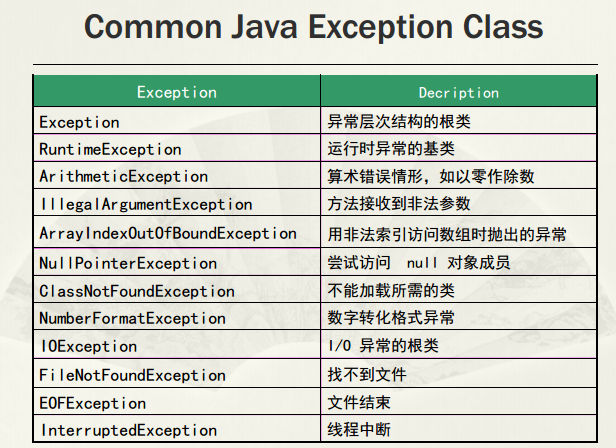 Common Java Exception Class
Exception Decription
Exception 异常层次结构的根类
RuntimeException 运行时异常的基类
ArithmeticException 算术错误情形，如以零作除数
IllegalArgumentException 方法接收到非法参数
ArrayIndexOutOfBoundException 用非法索引访问数组时抛出的异常
NullPointerException 尝试访问 null 对象成员
ClassNotFoundException 不能加载所需的类
NumberFormatException 数字转化格式异常
IOException I/O 异常的根类
FileNotFoundException 找不到文件
EOFException 文件结束
InterruptedException 线程中断